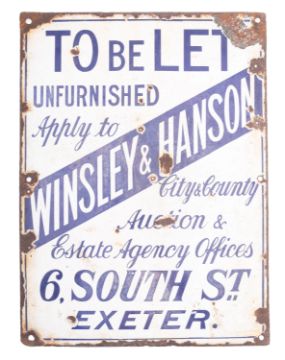 TO BE LET
UNFURNISHED
Apply to
WINSLEY & HANSON
City & County
Auction &
Estate Agency Offices
6, SOUTH ST.
EXETER.